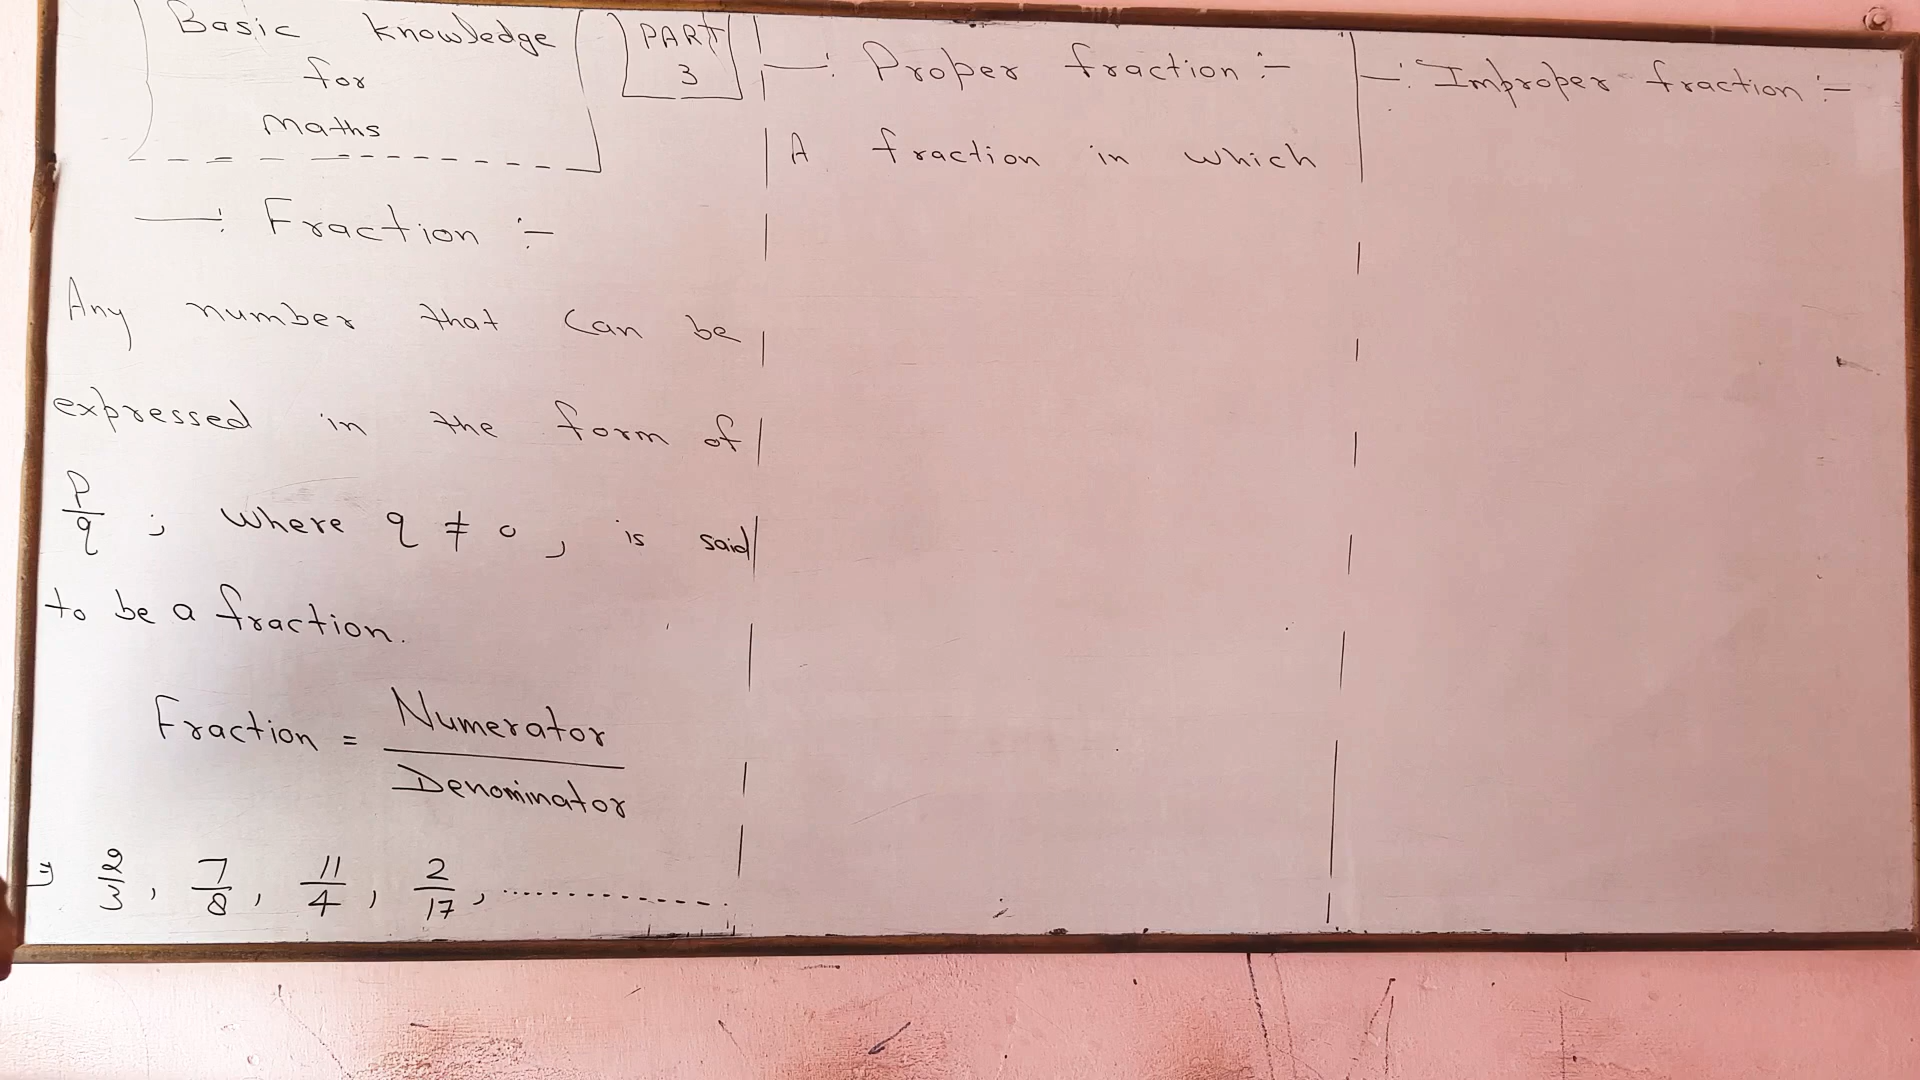 Basic knowledge
for
Maths
PART
3
—: Fraction :-
Any number that can be
expressed in the form of
P/q ; where q ≠ 0, is said
to be a fraction.
Fraction = Numerator/Denominator
⇒ 2/3, 7/8, 11/4, 2/17, ...............
—: Proper fraction :-
A fraction in which
—: Improper fraction :-